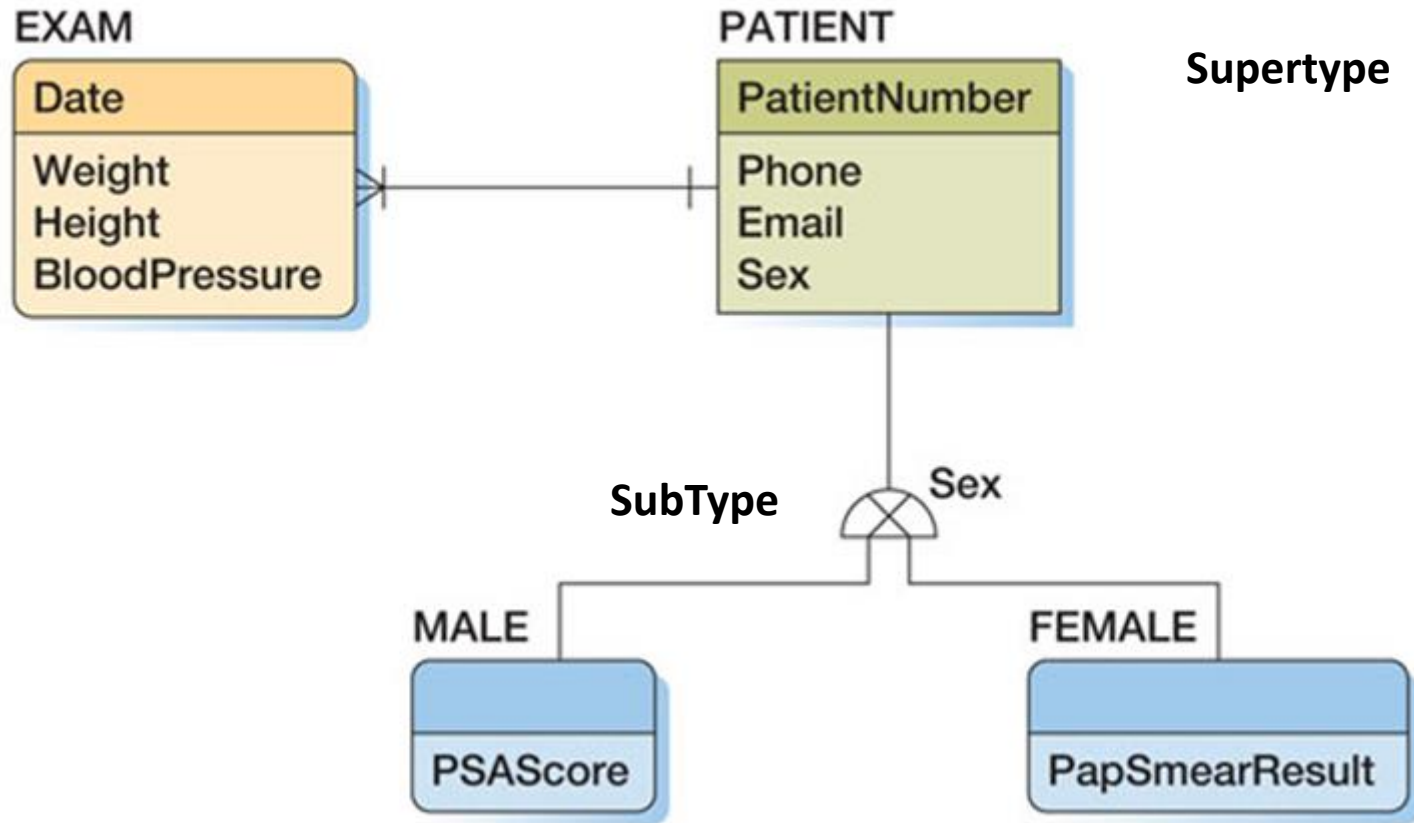 EXAM
Date
Weight
Height
BloodPressure
PATIENT
PatientNumber
Phone
Email
Sex
Supertype
SubType
Sex
MALE
PSAScore
FEMALE
PapSmearResult